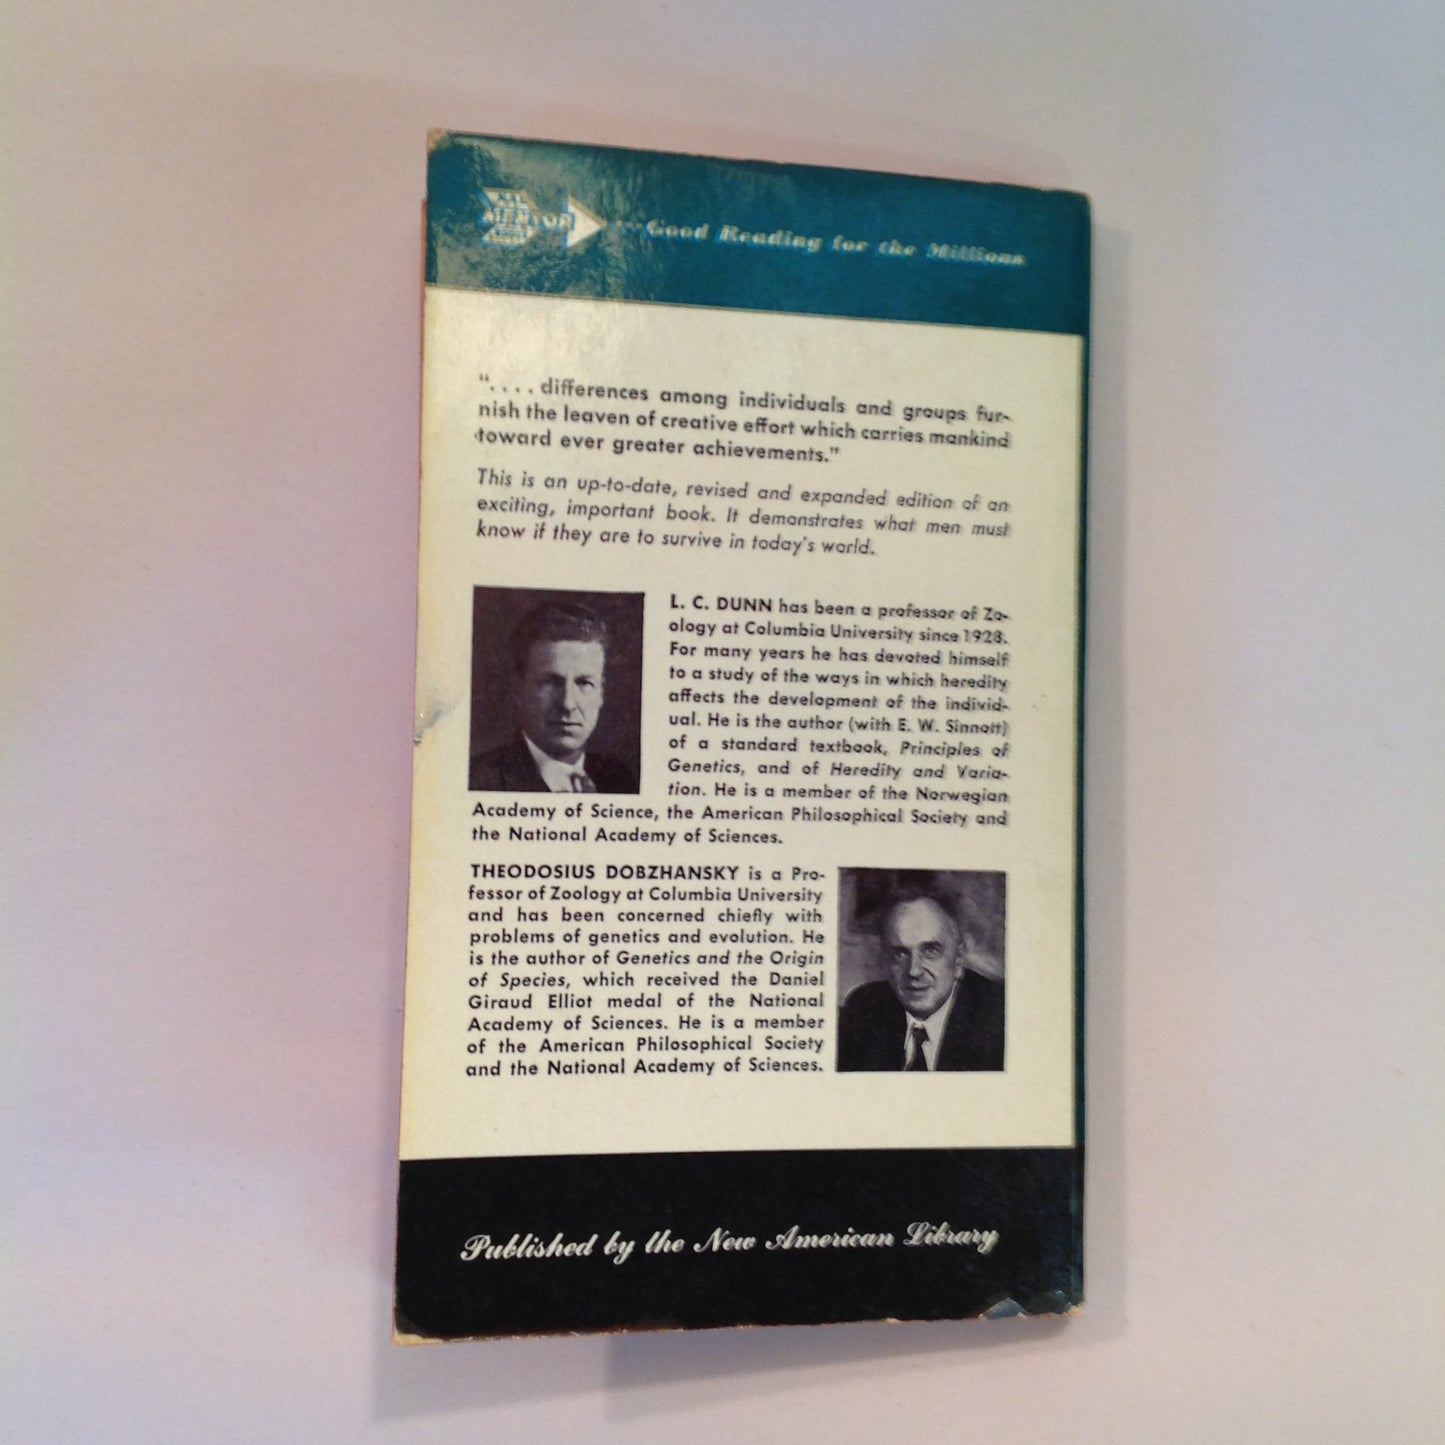 MENTOR
Good Reading for the Millions
". . . . differences among individuals and groups fur-
nish the leaven of creative effort which carries mankind
toward ever greater achievements."
This is an up-to-date, revised and expanded edition of an
exciting, important book. It demonstrates what men must
know if they are to survive in today's world.
L. C. DUNN has been a professor of Zo-
ology at Columbia University since 1928.
For many years he has devoted himself
to a study of the ways in which heredity
affects the development of the individ-
ual. He is the author (with E. W. Sinnott)
of a standard textbook, Principles of
Genetics, and of Heredity and Varia-
tion. He is a member of the Norwegian
Academy of Science, the American Philosophical Society and
the National Academy of Sciences.
THEODOSIUS DOBZHANSKY is a Pro-
fessor of Zoology at Columbia University
and has been concerned chiefly with
problems of genetics and evolution. He
is the author of Genetics and the Origin
of Species, which received the Daniel
Giraud Elliot medal of the National
Academy of Sciences. He is a member
of the American Philosophical Society
and the National Academy of Sciences.
Published by the New American Library